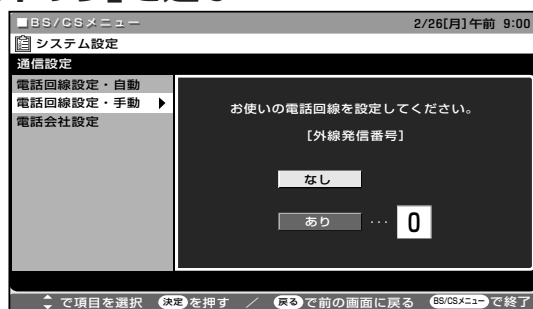 ■BS/CSメニュー 2/26[月]午前 9:00
システム設定
通信設定
電話回線設定・自動
電話回線設定・手動
電話会社設定
お使いの電話回線を設定してください。
[外線発信番号]
なし
あり ･･･ 0
で項目を選択 決定を押す ／ 戻るで前の画面に戻る BS/CSメニューで終了